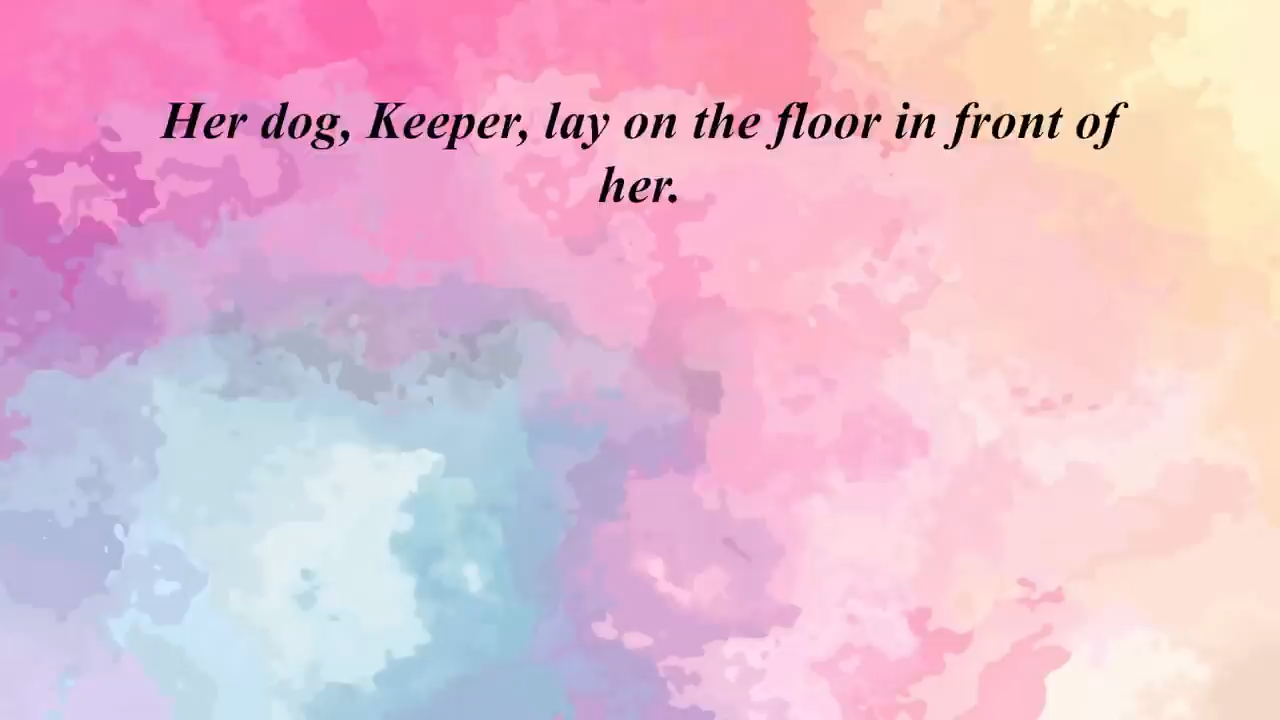 Her dog, Keeper, lay on the floor in front of
her.